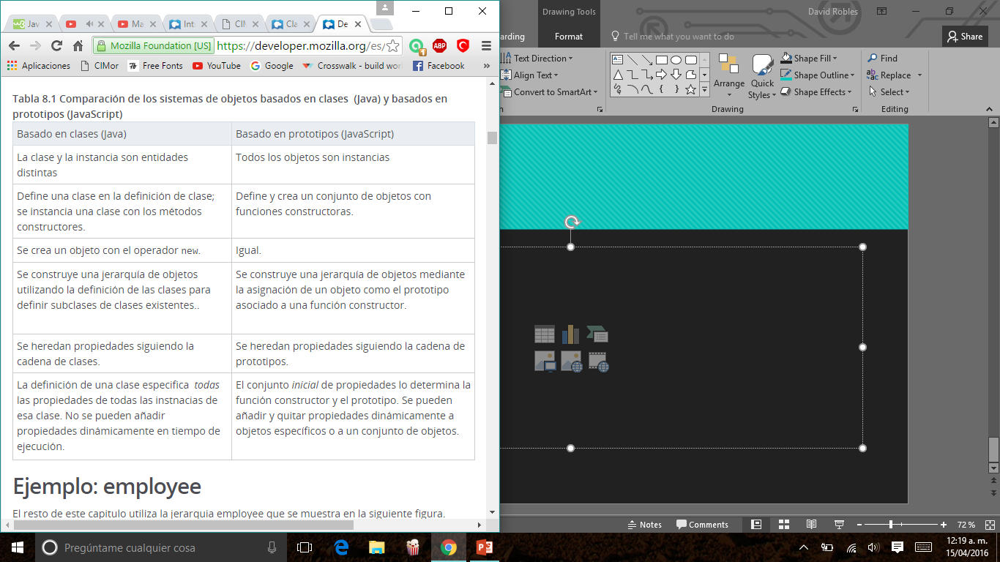 Jav
Ma
Int
CIM
Cla
De
Mozilla Foundation [US]
https://developer.mozilla.org/es/
ABP
Aplicaciones
CIMor
Free Fonts
YouTube
Google
Crosswalk - build wor
Facebook
»
Tabla 8.1 Comparación de los sistemas de objetos basados en clases (Java) y basados en
prototipos (JavaScript)
Basado en clases (Java)
Basado en prototipos (JavaScript)
La clase y la instancia son entidades
distintas
Todos los objetos son instancias
Define una clase en la definición de clase;
se instancia una clase con los métodos
constructores.
Define y crea un conjunto de objetos con
funciones constructoras.
Se crea un objeto con el operador new.
Igual.
Se construye una jerarquía de objetos
utilizando la definición de las clases para
definir subclases de clases existentes..
Se construye una jerarquía de objetos mediante
la asignación de un objeto como el prototipo
asociado a una función constructor.
Se heredan propiedades siguiendo la
cadena de clases.
Se heredan propiedades siguiendo la cadena de
prototipos.
La definición de una clase especifica todas
las propiedades de todas las instnacias de
esa clase. No se pueden añadir
propiedades dinámicamente en tiempo de
ejecución.
El conjunto inicial de propiedades lo determina la
función constructor y el prototipo. Se pueden
añadir y quitar propiedades dinámicamente a
objetos específicos o a un conjunto de objetos.
Ejemplo: employee
El resto de este capitulo utiliza la jerarquia employee que se muestra en la siguiente figura.
Drawing Tools
David Robles
arding
Format
Tell me what you want to do
Share
Text Direction
Align Text
Convert to SmartArt
Arrange
Quick
Styles
Shape Fill
Shape Outline
Shape Effects
Drawing
Find
Replace
Select
Editing
Notes
Comments
72 %
Pregúntame cualquier cosa
12:19 a. m.
15/04/2016